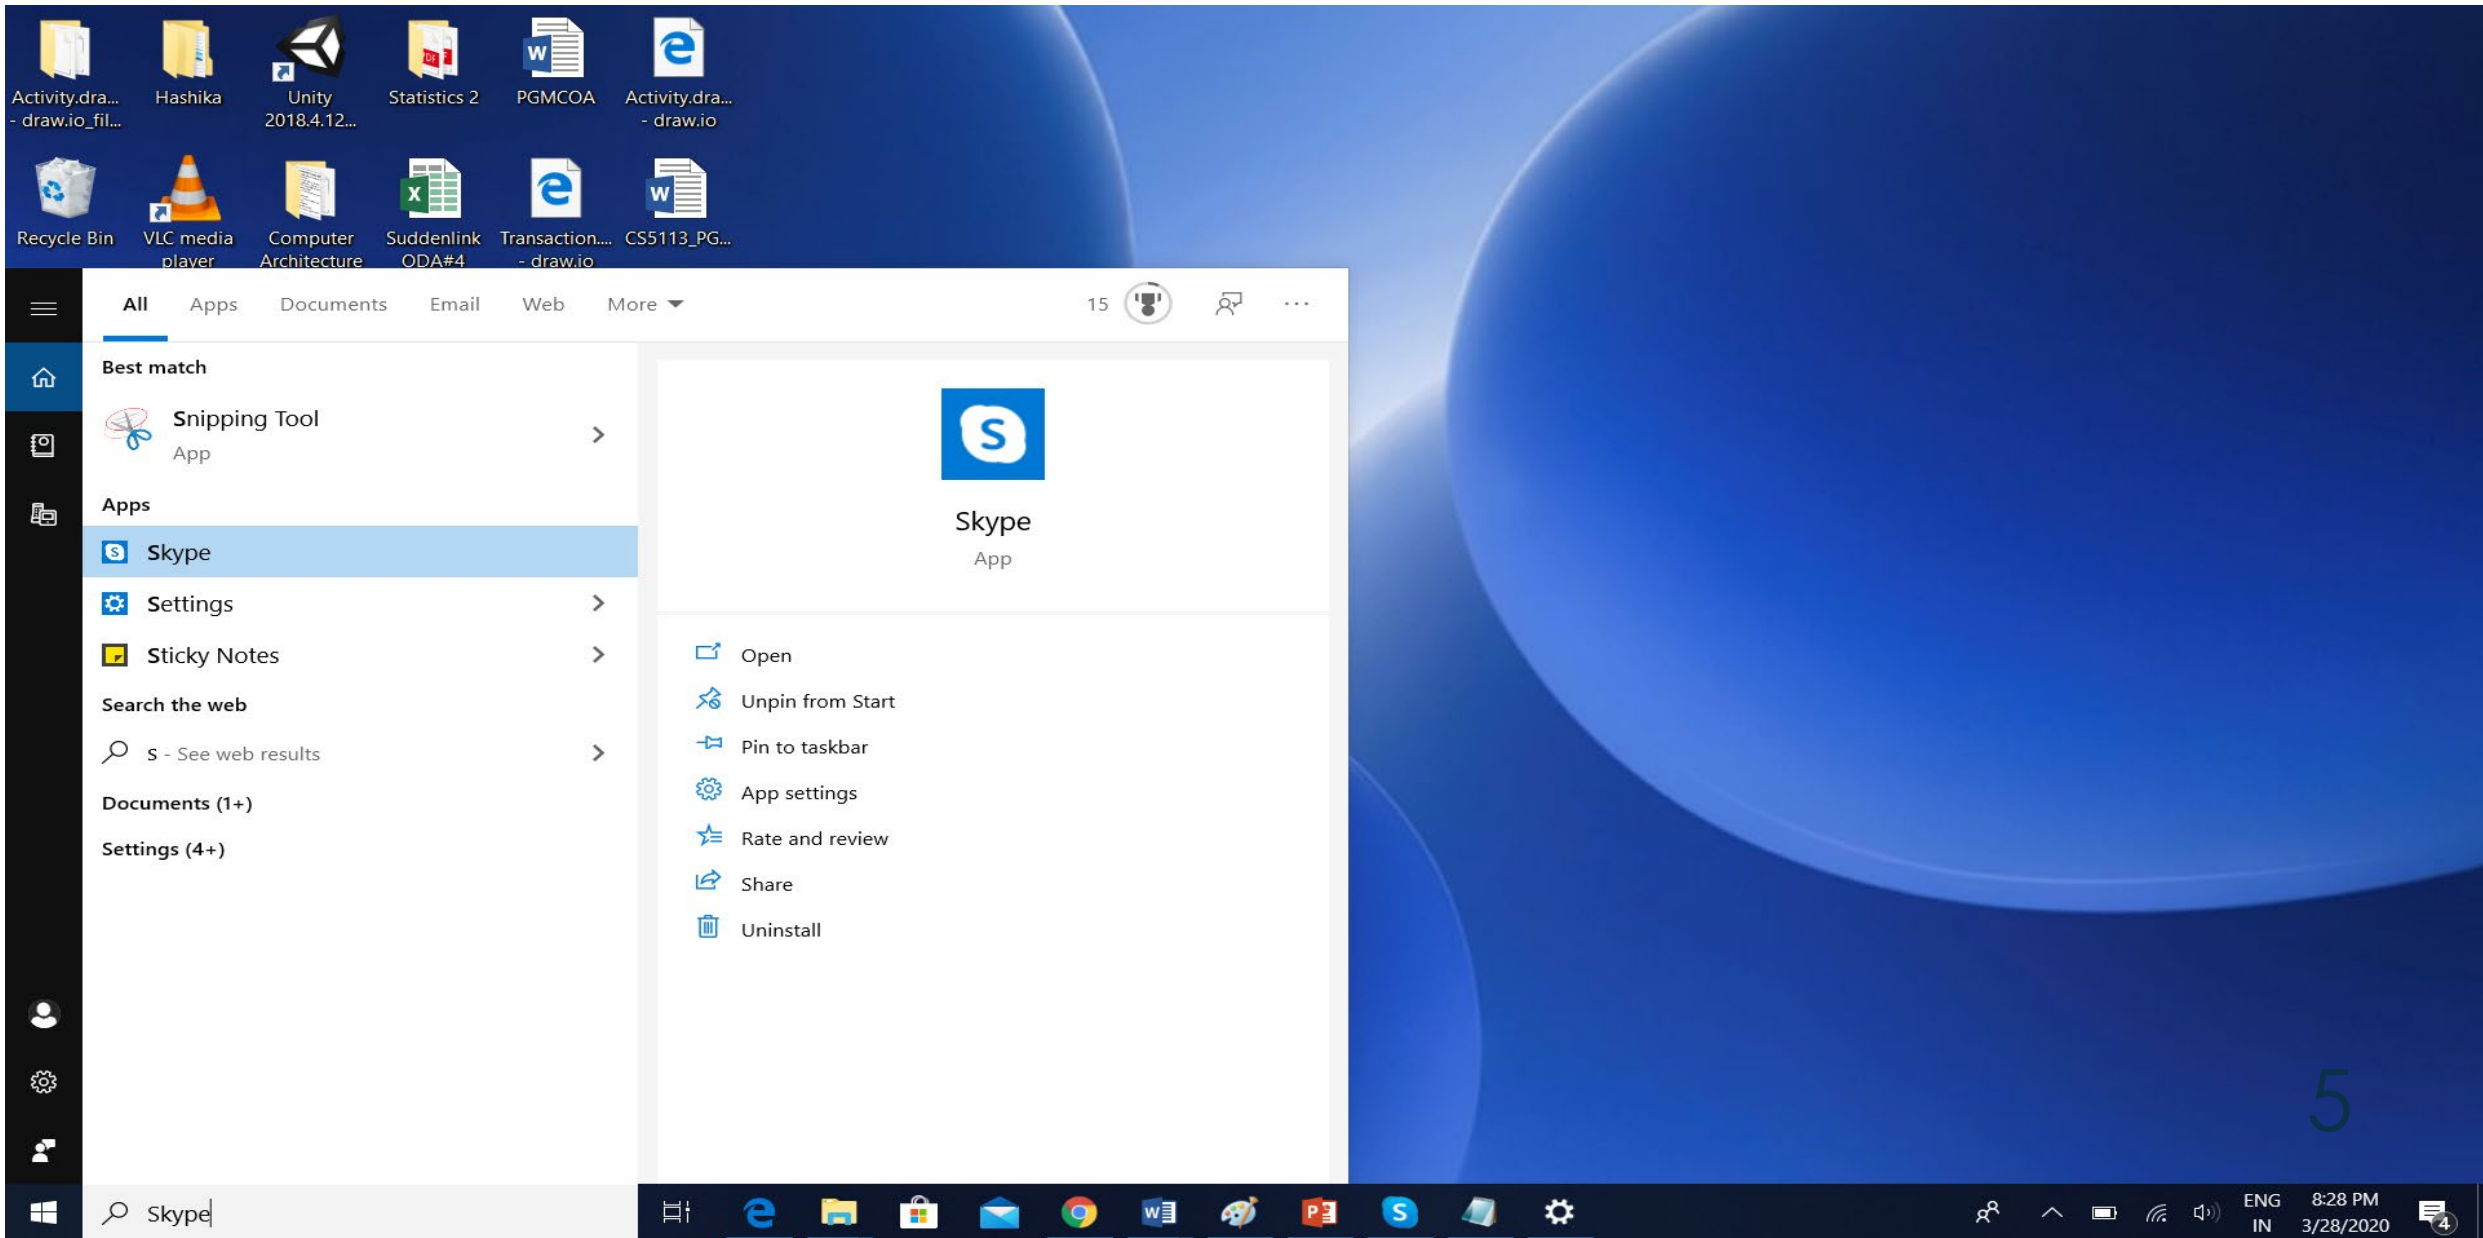 Activity.dra... Hashika Unity Statistics 2 PGMCOA Activity.dra...
- draw.io_fil... 2018.4.12... - draw.io
Recycle Bin VLC media Computer Suddenlink Transaction.... CS5113_PG...
player Architecture ODA#4 - draw.io
All Apps Documents Email Web More 15
Best match
Snipping Tool
App
Apps
Skype
Settings
Sticky Notes
Search the web
s - See web results
Documents (1+)
Settings (4+)
Skype
App
Open
Unpin from Start
Pin to taskbar
App settings
Rate and review
Share
Uninstall
5
Skype
ENG 8:28 PM
IN 3/28/2020
4